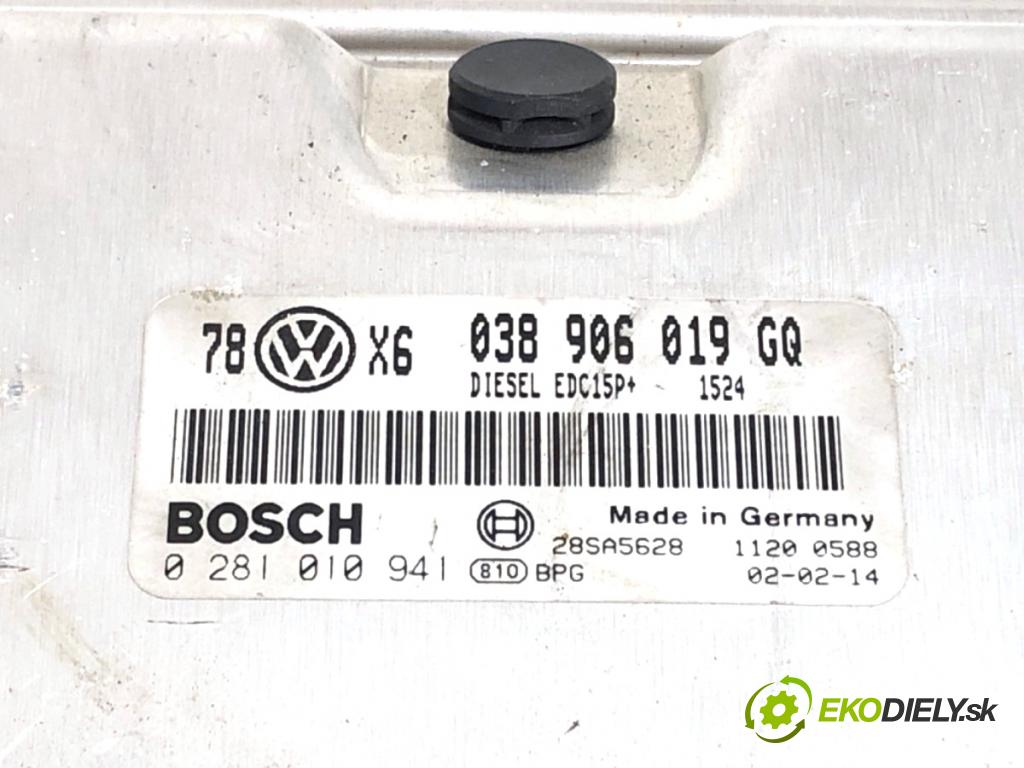 78 VW X6 038 906 019 GQ
DIESEL EDC15P+ 1524
BOSCH Made in Germany
28SA5628 1120 0588
0 281 010 941 810 BPG 02-02-14
EKODIELY.sk